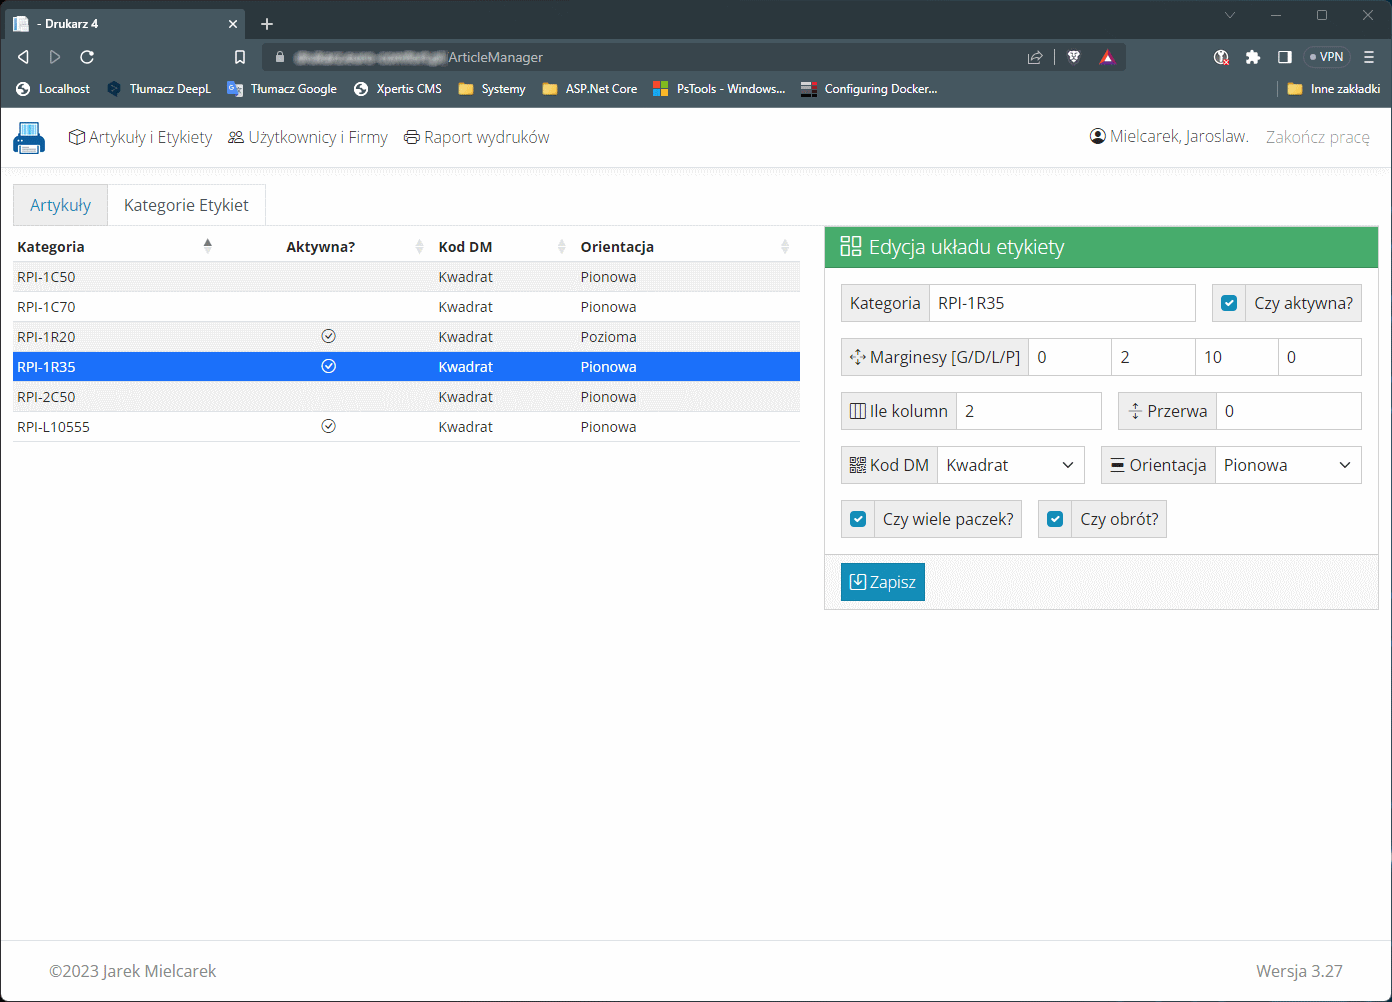 - Drukarz 4
ArticleManager
VPN
Localhost
Tłumacz DeepL
Tłumacz Google
Xpertis CMS
Systemy
ASP.Net Core
PsTools - Windows...
Configuring Docker...
Inne zakładki
Artykuły i Etykiety
Użytkownicy i Firmy
Raport wydruków
Mielcarek, Jaroslaw.
Zakończ pracę
Artykuły
Kategorie Etykiet
Kategoria Aktywna? Kod DM Orientacja
RPI-1C50 Kwadrat Pionowa
RPI-1C70 Kwadrat Pionowa
RPI-1R20 Kwadrat Pozioma
RPI-1R35 Kwadrat Pionowa
RPI-2C50 Kwadrat Pionowa
RPI-L10555 Kwadrat Pionowa
Edycja układu etykiety
Kategoria RPI-1R35 Czy aktywna?
Marginesy [G/D/L/P] 0 2 10 0
Ile kolumn 2 Przerwa 0
Kod DM Kwadrat Orientacja Pionowa
Czy wiele paczek? Czy obrót?
Zapisz
©2023 Jarek Mielcarek
Wersja 3.27